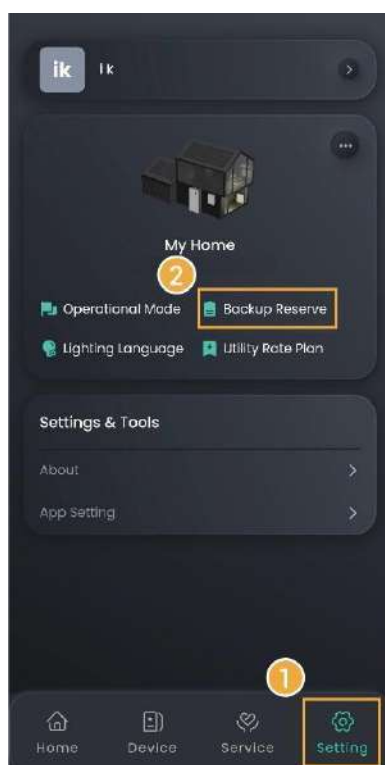 ik ik
My Home
2
Operational Mode Backup Reserve
Lighting Language Utility Rate Plan
Settings & Tools
About
App Setting
1
Home Device Service Setting